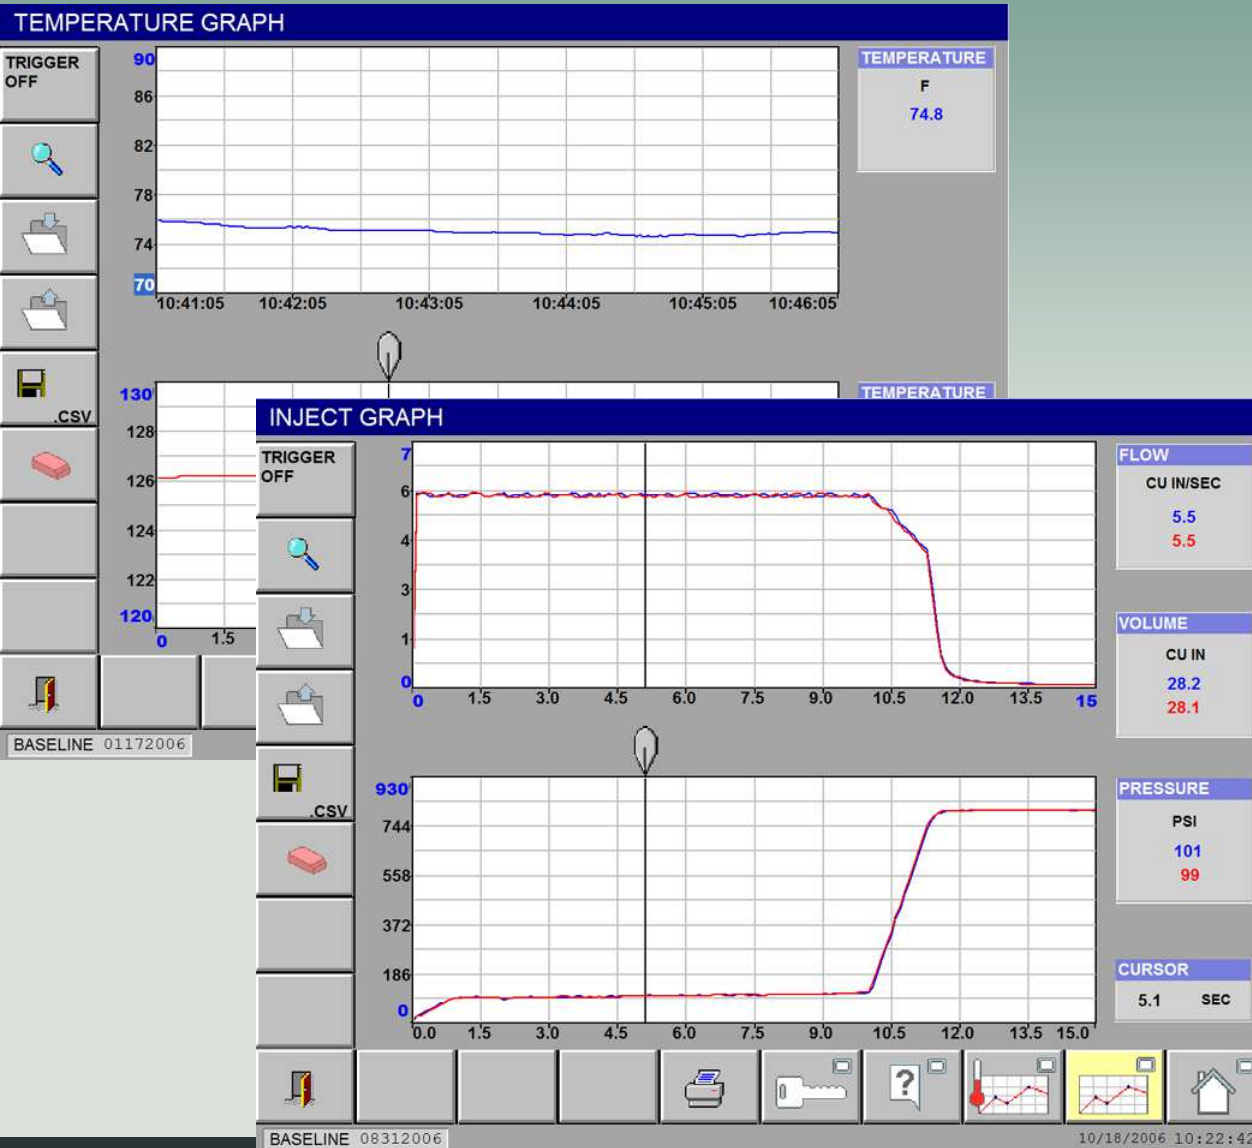 TEMPERATURE GRAPH
TRIGGER
OFF
.CSV
90
86
82
78
74
70
10:41:05 10:42:05 10:43:05 10:44:05 10:45:05 10:46:05
TEMPERATURE
F
74.8
130
128
126
124
122
120
0 1.5
TEMPERATURE
BASELINE 01172006
INJECT GRAPH
TRIGGER
OFF
.CSV
7
6
4
3
1
0
0 1.5 3.0 4.5 6.0 7.5 9.0 10.5 12.0 13.5 15
FLOW
CU IN/SEC
5.5
5.5
VOLUME
CU IN
28.2
28.1
930
744
558
372
186
0
0.0 1.5 3.0 4.5 6.0 7.5 9.0 10.5 12.0 13.5 15.0
PRESSURE
PSI
101
99
CURSOR
5.1 SEC
?
BASELINE 08312006
10/18/2006 10:22:42